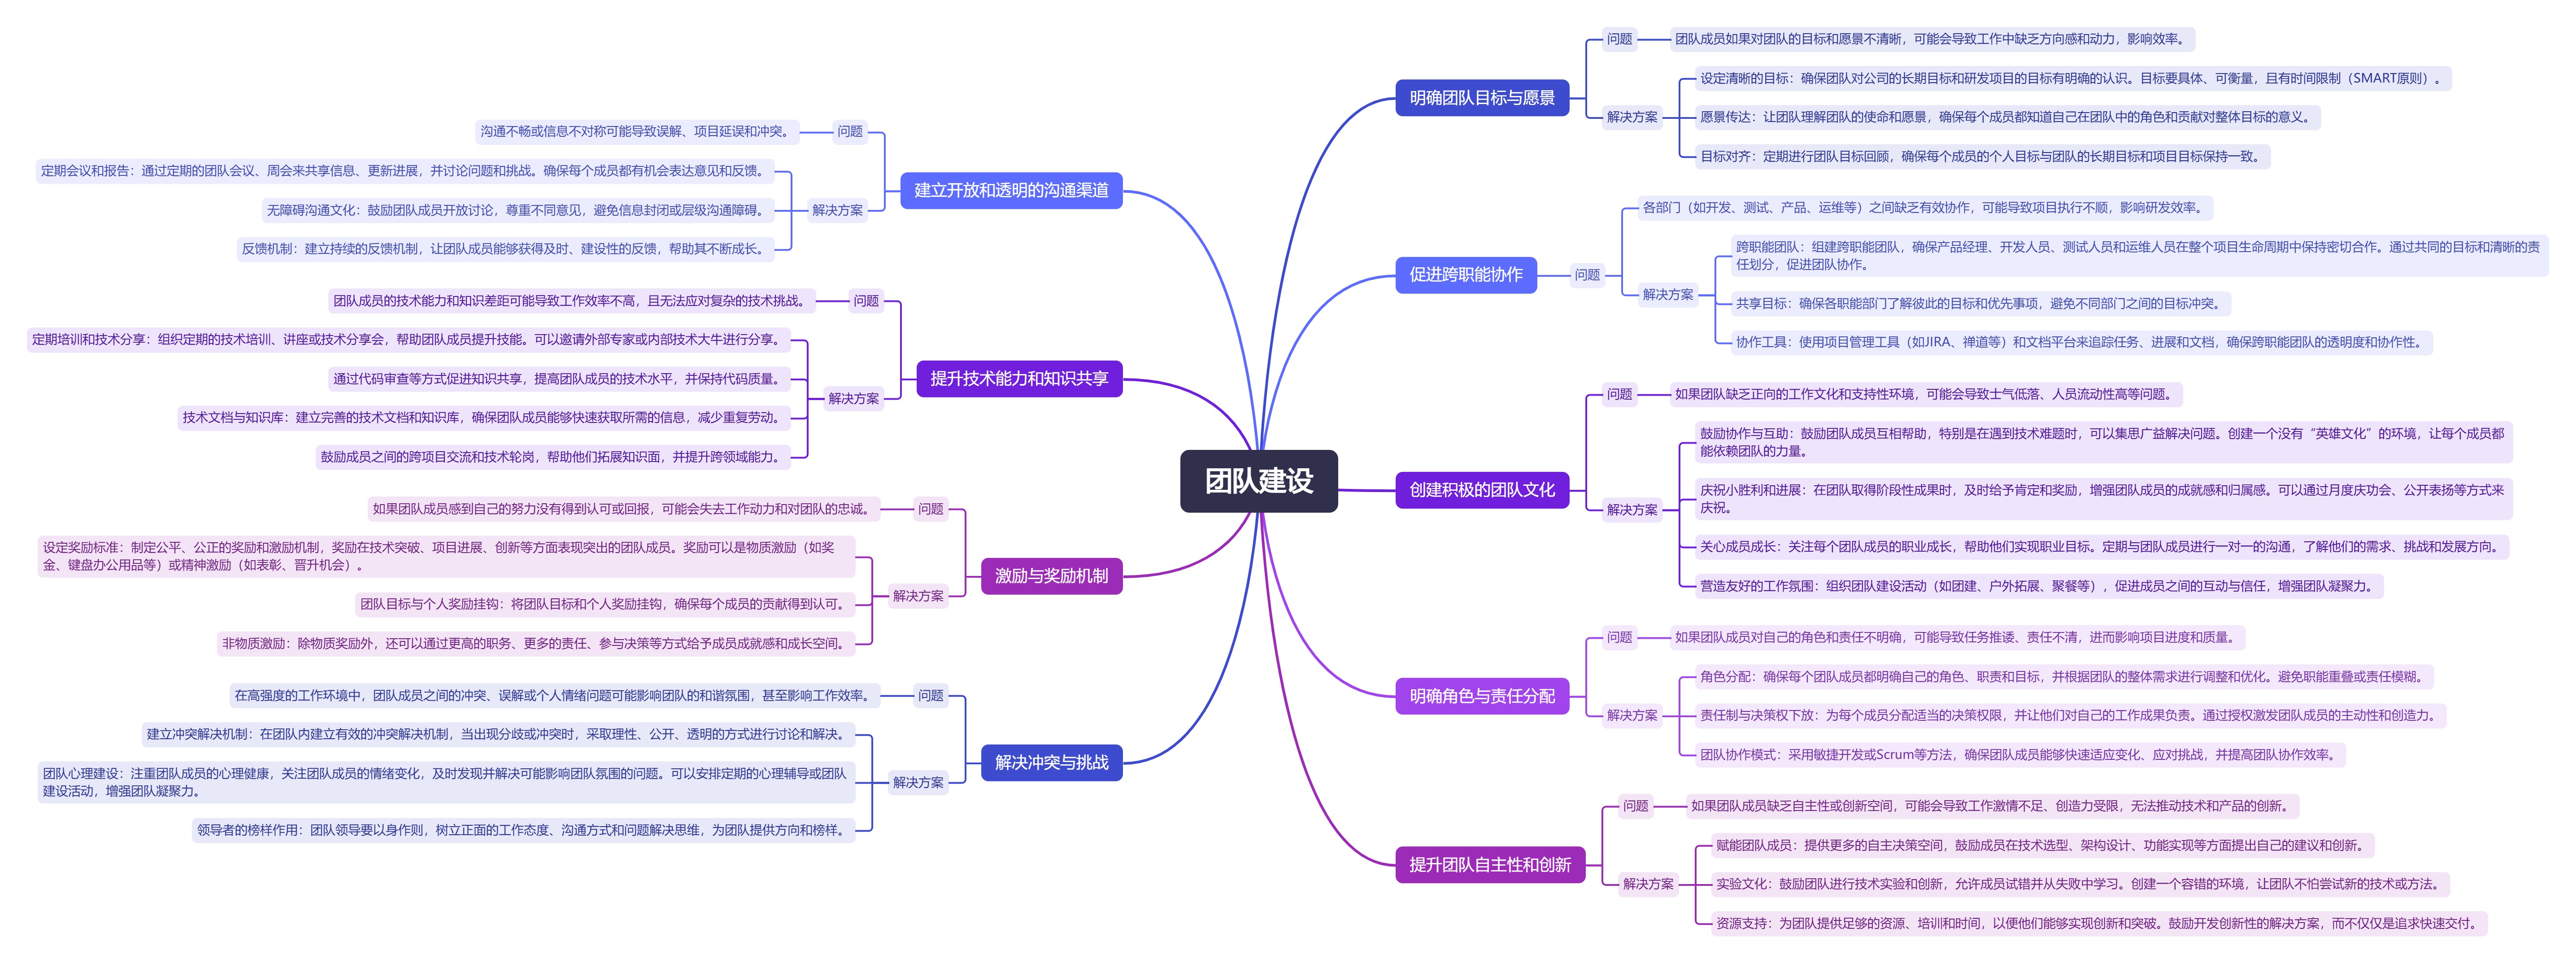 团队建设
明确团队目标与愿景
问题
团队成员如果对团队的目标和愿景不清晰，可能会导致工作中缺乏方向感和动力，影响效率。
解决方案
设定清晰的目标：确保团队对公司的长期目标和研发项目的目标有明确的认识。目标要具体、可衡量，且有时间限制（SMART原则）。
愿景传达：让团队理解团队的使命和愿景，确保每个成员都知道自己在团队中的角色和贡献对整体目标的意义。
目标对齐：定期进行团队目标回顾，确保每个成员的个人目标与团队的长期目标和项目目标保持一致。
促进跨职能协作
问题
各部门（如开发、测试、产品、运维等）之间缺乏有效协作，可能导致项目执行不顺，影响研发效率。
解决方案
跨职能团队：组建跨职能团队，确保产品经理、开发人员、测试人员和运维人员在整个项目生命周期中保持密切合作。通过共同的目标和清晰的责
任划分，促进团队协作。
共享目标：确保各职能部门了解彼此的目标和优先事项，避免不同部门之间的目标冲突。
协作工具：使用项目管理工具（如JIRA、禅道等）和文档平台来追踪任务、进展和文档，确保跨职能团队的透明度和协作性。
创建积极的团队文化
问题
如果团队缺乏正向的工作文化和支持性环境，可能会导致士气低落、人员流动性高等问题。
解决方案
鼓励协作与互助：鼓励团队成员互相帮助，特别是在遇到技术难题时，可以集思广益解决问题。创建一个没有“英雄文化”的环境，让每个成员都
能依赖团队的力量。
庆祝小胜利和进展：在团队取得阶段性成果时，及时给予肯定和奖励，增强团队成员的成就感和归属感。可以通过月度庆功会、公开表扬等方式来
庆祝。
关心成员成长：关注每个团队成员的职业成长，帮助他们实现职业目标。定期与团队成员进行一对一的沟通，了解他们的需求、挑战和发展方向。
营造友好的工作氛围：组织团队建设活动（如团建、户外拓展、聚餐等），促进成员之间的互动与信任，增强团队凝聚力。
明确角色与责任分配
问题
如果团队成员对自己的角色和责任不明确，可能导致任务推诿、责任不清，进而影响项目进度和质量。
解决方案
角色分配：确保每个团队成员都明确自己的角色、职责和目标，并根据团队的整体需求进行调整和优化。避免职能重叠或责任模糊。
责任制与决策权下放：为每个成员分配适当的决策权限，并让他们对自己的工作成果负责。通过授权激发团队成员的主动性和创造力。
团队协作模式：采用敏捷开发或Scrum等方法，确保团队成员能够快速适应变化、应对挑战，并提高团队协作效率。
提升团队自主性和创新
问题
如果团队成员缺乏自主性或创新空间，可能会导致工作激情不足、创造力受限，无法推动技术和产品的创新。
解决方案
赋能团队成员：提供更多的自主决策空间，鼓励成员在技术选型、架构设计、功能实现等方面提出自己的建议和创新。
实验文化：鼓励团队进行技术实验和创新，允许成员试错并从失败中学习。创建一个容错的环境，让团队不怕尝试新的技术或方法。
资源支持：为团队提供足够的资源、培训和时间，以便他们能够实现创新和突破。鼓励开发创新性的解决方案，而不仅仅是追求快速交付。
建立开放和透明的沟通渠道
问题
沟通不畅或信息不对称可能导致误解、项目延误和冲突。
解决方案
定期会议和报告：通过定期的团队会议、周会来共享信息、更新进展，并讨论问题和挑战。确保每个成员都有机会表达意见和反馈。
无障碍沟通文化：鼓励团队成员开放讨论，尊重不同意见，避免信息封闭或层级沟通障碍。
反馈机制：建立持续的反馈机制，让团队成员能够获得及时、建设性的反馈，帮助其不断成长。
提升技术能力和知识共享
问题
团队成员的技术能力和知识差距可能导致工作效率不高，且无法应对复杂的技术挑战。
解决方案
定期培训和技术分享：组织定期的技术培训、讲座或技术分享会，帮助团队成员提升技能。可以邀请外部专家或内部技术大牛进行分享。
通过代码审查等方式促进知识共享，提高团队成员的技术水平，并保持代码质量。
技术文档与知识库：建立完善的技术文档和知识库，确保团队成员能够快速获取所需的信息，减少重复劳动。
鼓励成员之间的跨项目交流和技术轮岗，帮助他们拓展知识面，并提升跨领域能力。
激励与奖励机制
问题
如果团队成员感到自己的努力没有得到认可或回报，可能会失去工作动力和对团队的忠诚。
解决方案
设定奖励标准：制定公平、公正的奖励和激励机制，奖励在技术突破、项目进展、创新等方面表现突出的团队成员。奖励可以是物质激励（如奖
金、键盘办公用品等）或精神激励（如表彰、晋升机会）。
团队目标与个人奖励挂钩：将团队目标和个人奖励挂钩，确保每个成员的贡献得到认可。
非物质激励：除物质奖励外，还可以通过更高的职务、更多的责任、参与决策等方式给予成员成就感和成长空间。
解决冲突与挑战
问题
在高强度的工作环境中，团队成员之间的冲突、误解或个人情绪问题可能影响团队的和谐氛围，甚至影响工作效率。
解决方案
建立冲突解决机制：在团队内建立有效的冲突解决机制，当出现分歧或冲突时，采取理性、公开、透明的方式进行讨论和解决。
团队心理建设：注重团队成员的心理健康，关注团队成员的情绪变化，及时发现并解决可能影响团队氛围的问题。可以安排定期的心理辅导或团队
建设活动，增强团队凝聚力。
领导者的榜样作用：团队领导要以身作则，树立正面的工作态度、沟通方式和问题解决思维，为团队提供方向和榜样。